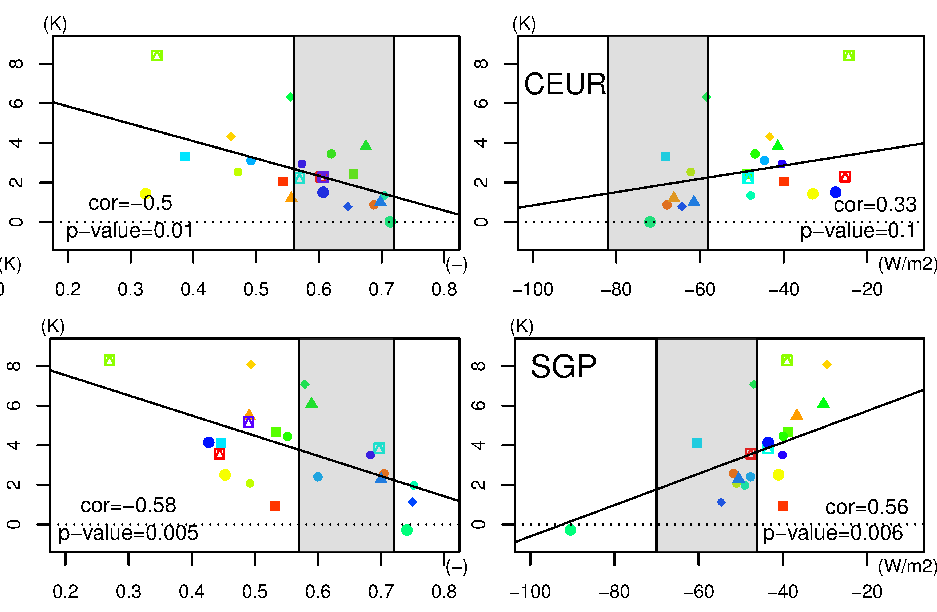 (K)
(K)
8
6
4
2
0
cor=−0.5
p−value=0.01
(K)
(−)
0
0.2
0.3
0.4
0.5
0.6
0.7
8
6
4
2
0
CEUR
cor=0.33
p−value=0.1
(W/m2)
−100
−80
−60
−40
−20
(K)
(K)
8
6
4
2
0
cor=−0.58
p−value=0.005
(−)
0.2
0.3
0.4
0.5
0.6
0.7
8
6
4
2
0
SGP
cor=0.56
p−value=0.006
(W/m2)
−100
−80
−60
−40
−20